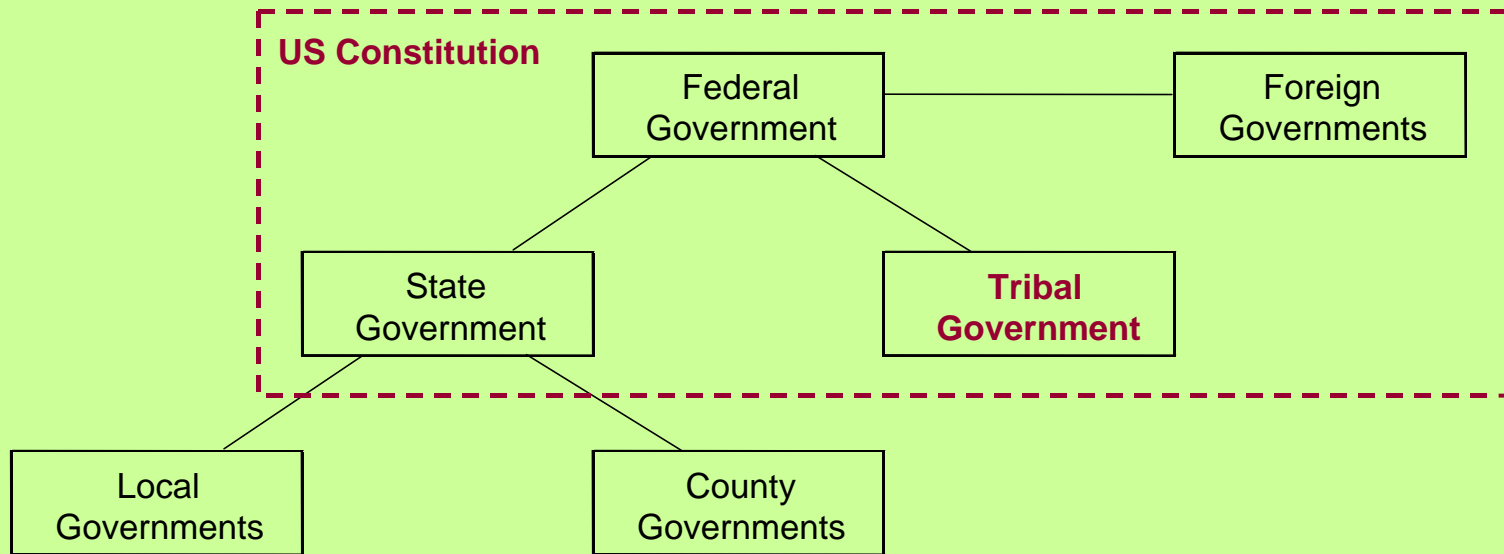 US Constitution
Federal
Government
Foreign
Governments
State
Government
Tribal
Government
Local
Governments
County
Governments